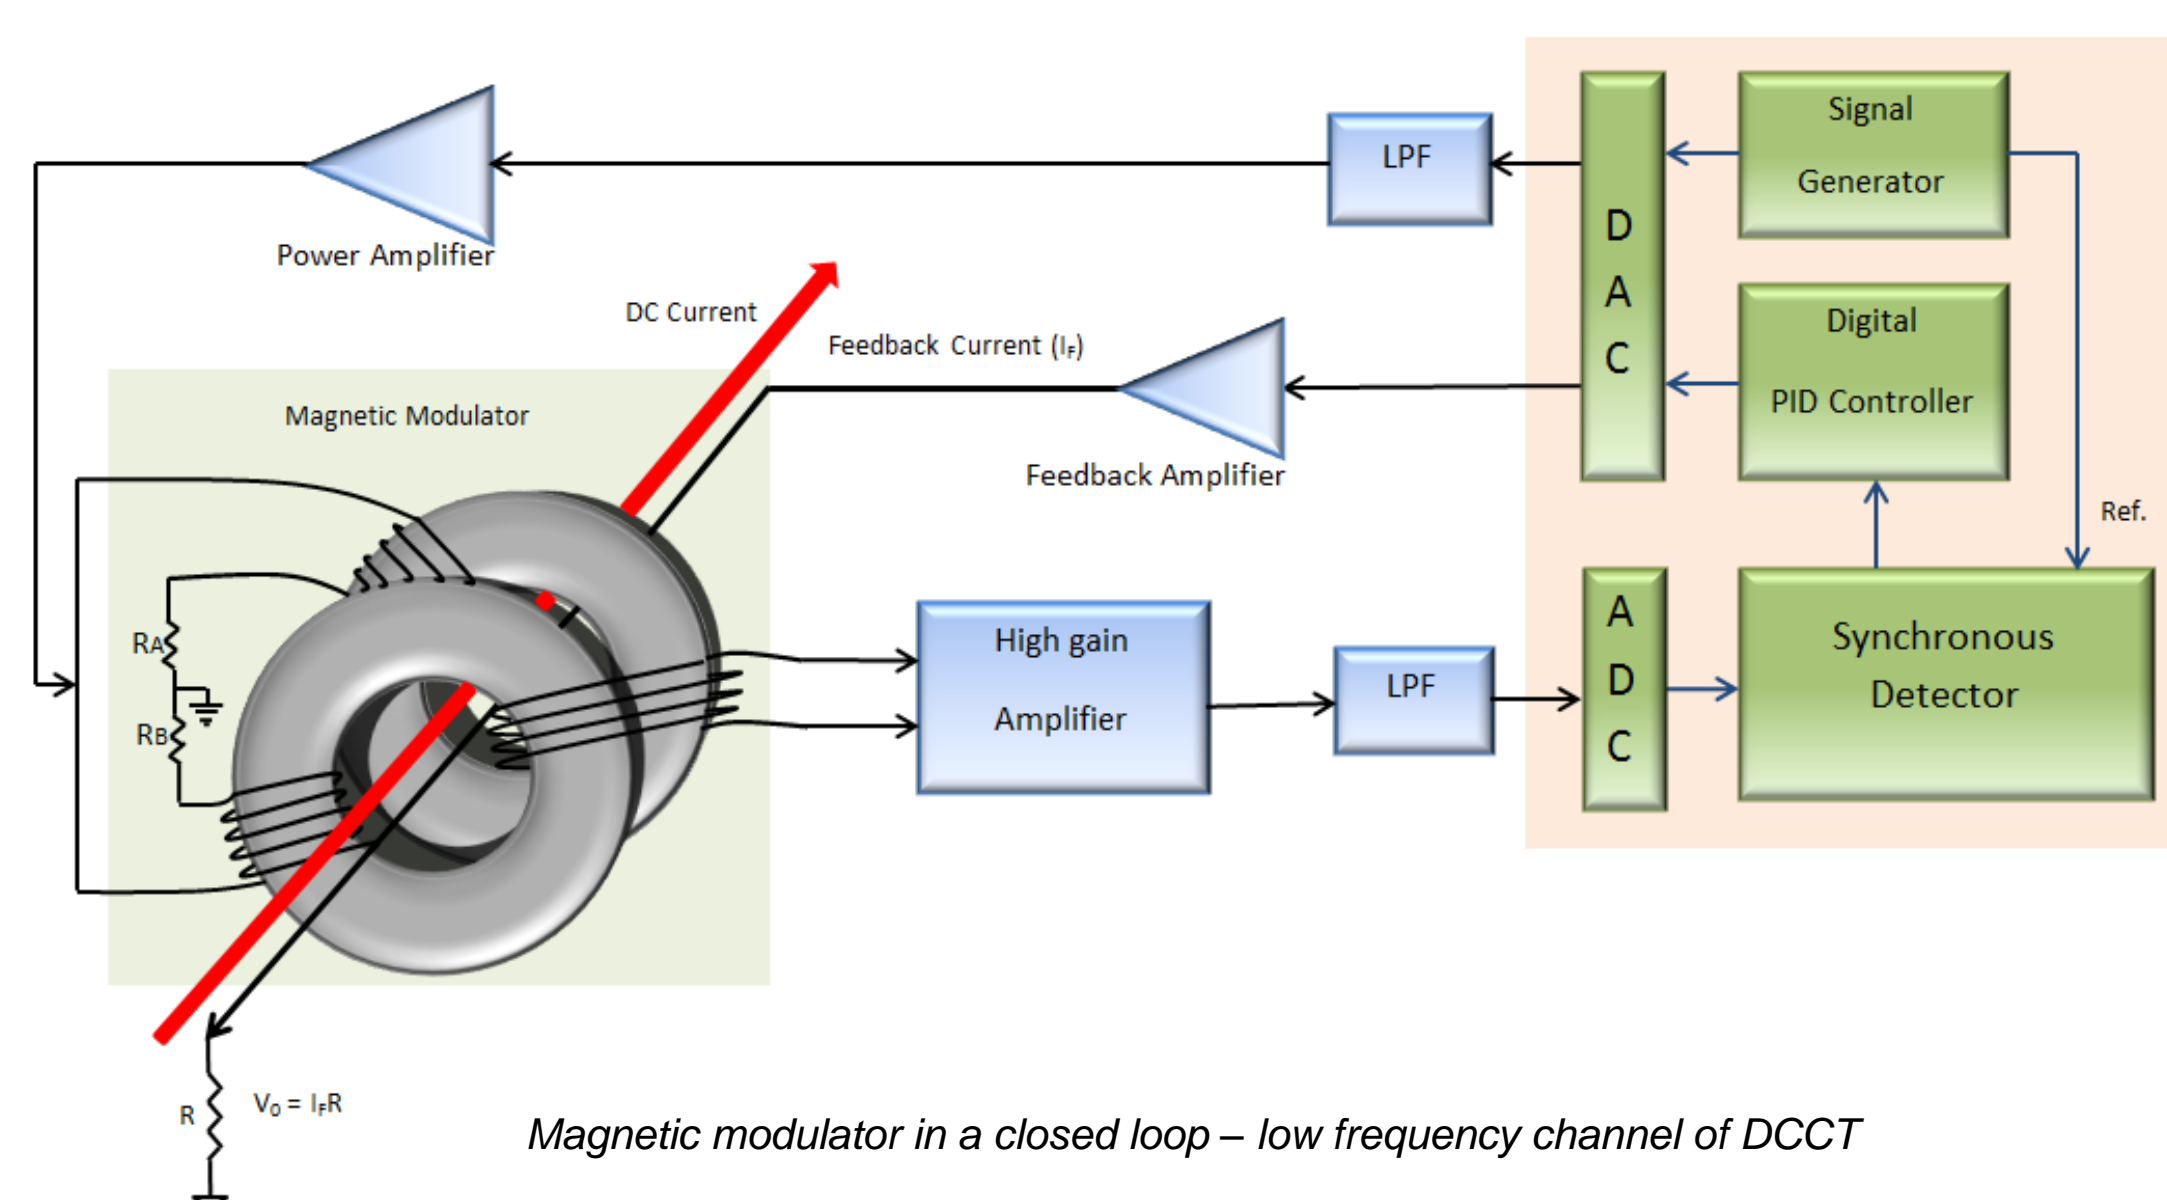 Signal
Generator
LPF
D
A
C
Power Amplifier
DC Current
Feedback Current (I_F)
Digital
PID Controller
Magnetic Modulator
Feedback Amplifier
Ref.
RA
RB
High gain
Amplifier
LPF
A
D
C
Synchronous
Detector
R
V₀ = I_FR
Magnetic modulator in a closed loop – low frequency channel of DCCT